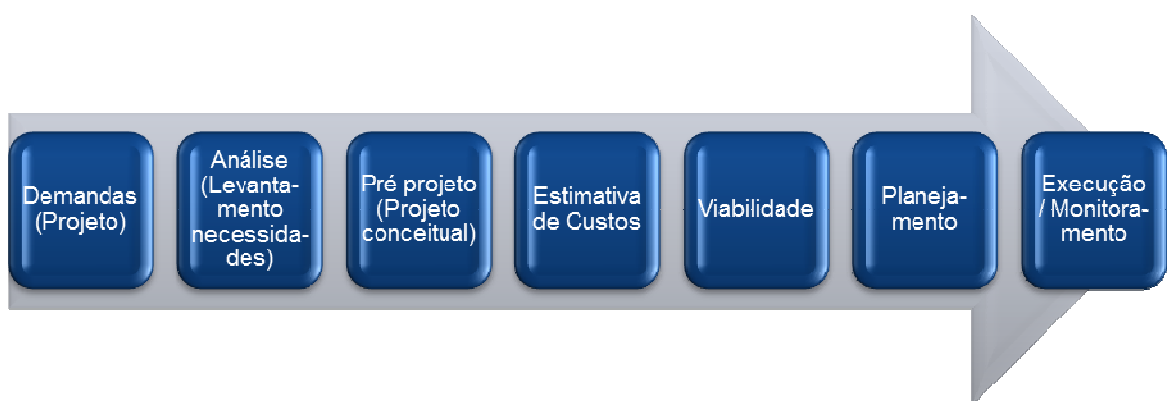 Demandas
(Projeto)
Análise
(Levanta-
mento
necessida-
des)
Pré projeto
(Projeto
conceitual)
Estimativa
de Custos
Viabilidade
Planeja-
mento
Execução
/ Monitora-
mento